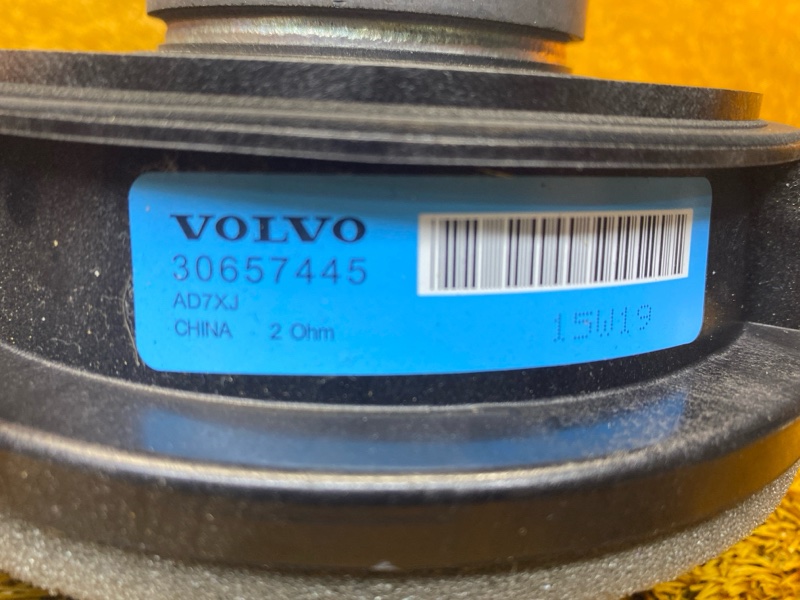 VOLVO
30657445
AD7XJ
CHINA 2 Ohm
15W19